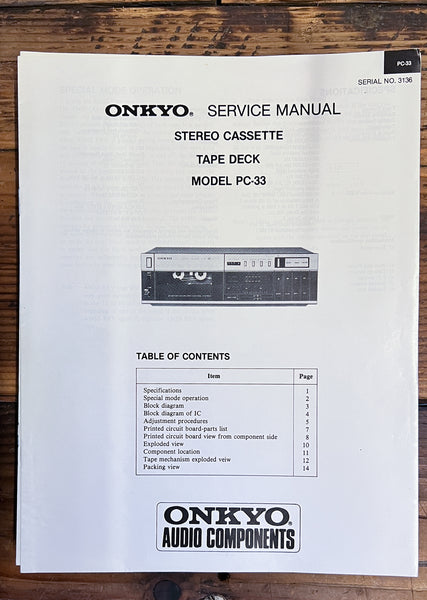 PC-33
SERIAL NO. 3136
ONKYO® SERVICE MANUAL
STEREO CASSETTE
TAPE DECK
MODEL PC-33
ONKYO
TABLE OF CONTENTS
Item Page
Specifications 1
Special mode operation 2
Block diagram 3
Block diagram of IC 4
Adjustment procedures 5
Printed circuit board-parts list 7
Printed circuit board view from component side 8
Exploded view 10
Component location 11
Tape mechanism exploded veiw 12
Packing view 14
ONKYO®
AUDIO COMPONENTS